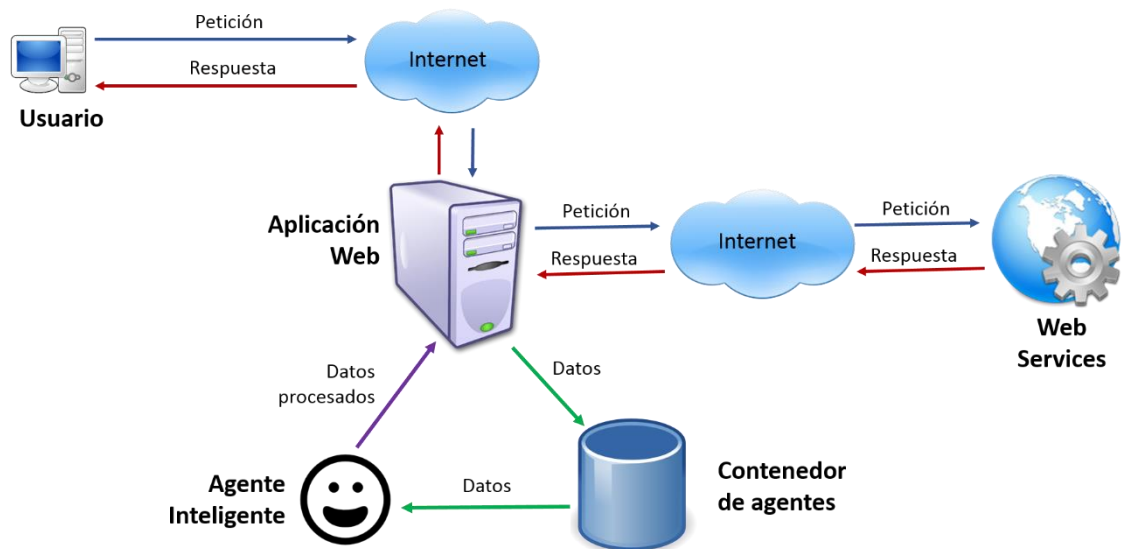 Petición
Internet
Respuesta
Usuario
Aplicación
Web
Petición
Internet
Respuesta
Petición
Respuesta
Web
Services
Datos
procesados
Datos
Agente
Inteligente
Datos
Contenedor
de agentes